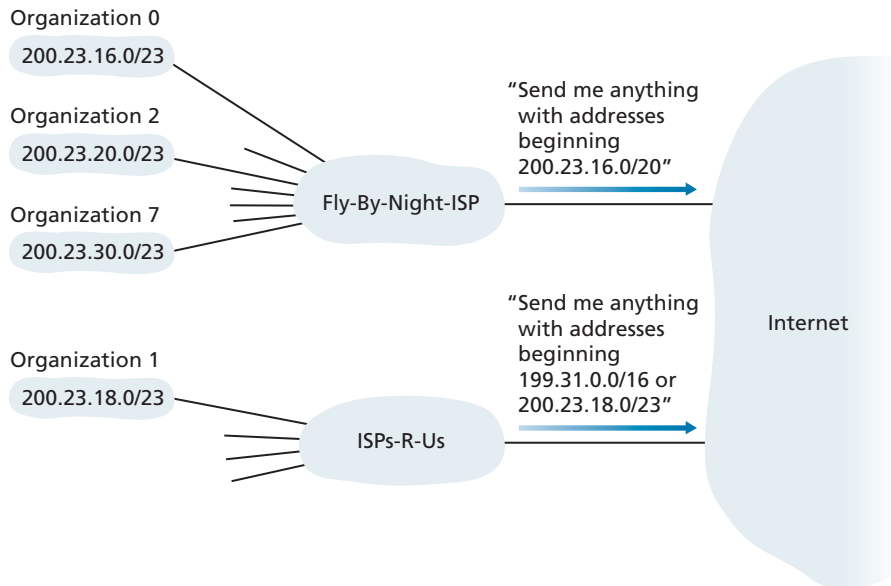 Organization 0
200.23.16.0/23
Organization 2
200.23.20.0/23
Organization 7
200.23.30.0/23
Fly-By-Night-ISP
“Send me anything
with addresses
beginning
200.23.16.0/20”
Organization 1
200.23.18.0/23
ISPs-R-Us
“Send me anything
with addresses
beginning
199.31.0.0/16 or
200.23.18.0/23”
Internet